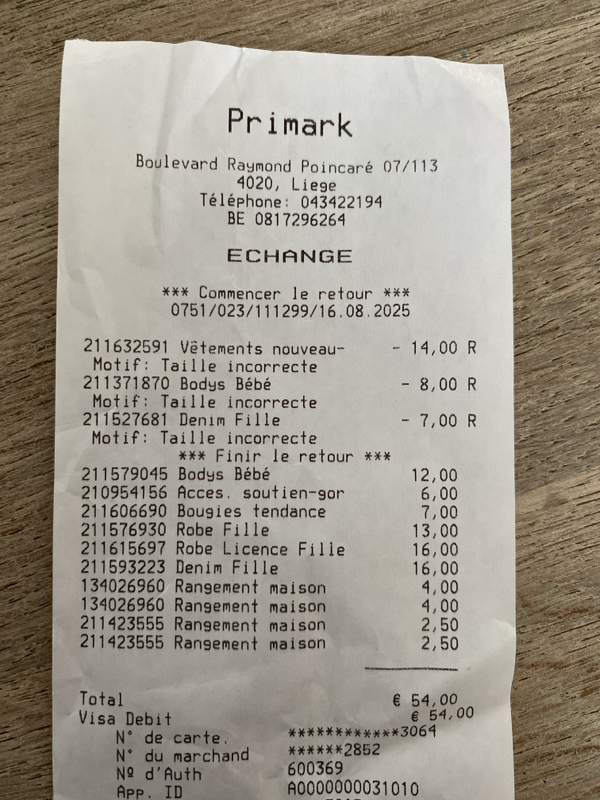 Primark
Boulevard Raymond Poincaré 07/113
4020, Liege
Téléphone: 043422194
BE 0817296264
ECHANGE
*** Commencer le retour ***
0751/023/111299/16.08.2025
211632591 Vêtements nouveau- - 14,00 R
Motif: Taille incorrecte
211371870 Bodys Bébé - 8,00 R
Motif: Taille incorrecte
211527681 Denim Fille - 7,00 R
Motif: Taille incorrecte
*** Finir le retour ***
211579045 Bodys Bébé 12,00
210954156 Acces. soutien-gor 6,00
211606690 Bougies tendance 7,00
211576930 Robe Fille 13,00
211615697 Robe Licence Fille 16,00
211593223 Denim Fille 16,00
134026960 Rangement maison 4,00
134026960 Rangement maison 4,00
211423555 Rangement maison 2,50
211423555 Rangement maison 2,50
Total € 54,00
Visa Debit € 54,00
N° de carte. ************3064
N° du marchand ******2852
Nº d'Auth 600369
App. ID A0000000031010